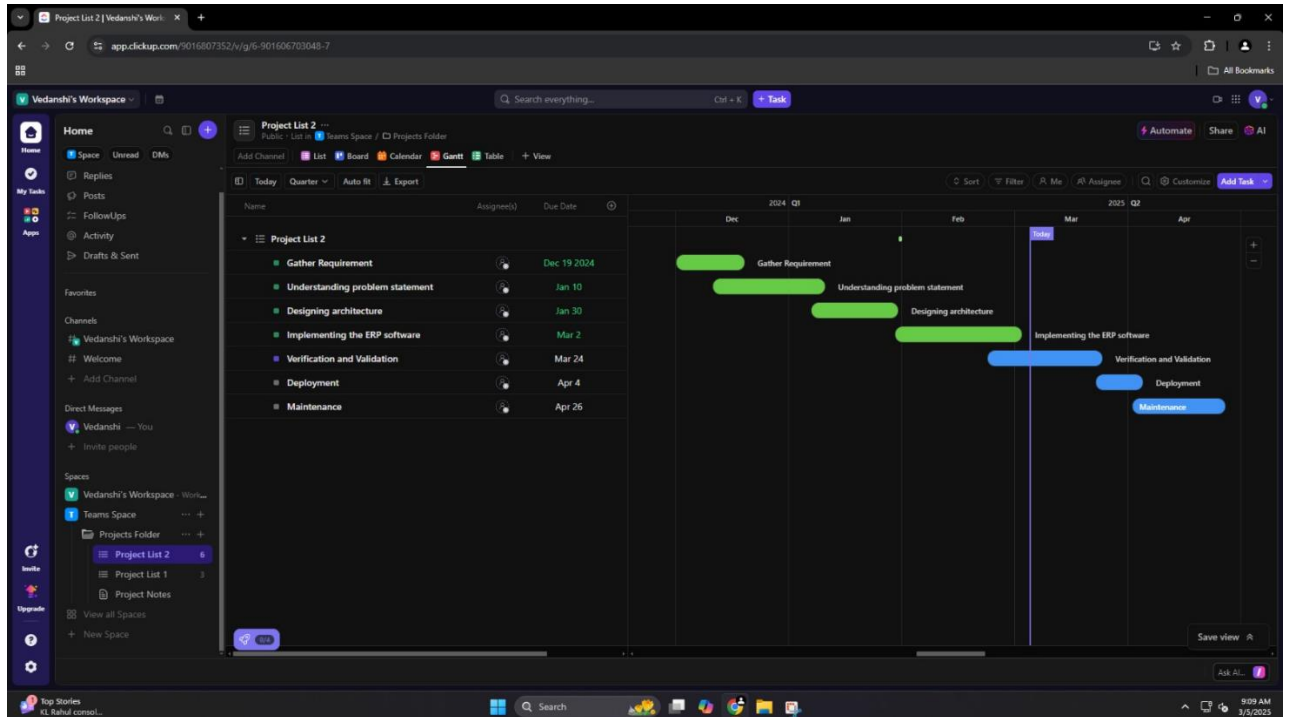 Project List 2 | Vedanshi's Work
app.clickup.com/9016807352/v/g/6-901606703048-7
All Bookmarks
V Vedanshi's Workspace
Search everything...
Ctrl + K
+ Task
V
Home
My Tasks
Apps
Invite
Upgrade
Home
Space Unread DMs
Replies
Posts
FollowUps
Activity
Drafts & Sent
Favorites
Channels
Vedanshi's Workspace
# Welcome
+ Add Channel
Direct Messages
Vedanshi — You
+ Invite people
Spaces
V Vedanshi's Workspace - Work...
T Teams Space ... +
Projects Folder ... +
Project List 2 6
Project List 1 3
Project Notes
View all Spaces
+ New Space
Project List 2 ...
Public · List in T Teams Space / Projects Folder
Automate Share AI
Add Channel List Board Calendar Gantt Table + View
Today Quarter Auto fit Export
Sort Filter Me Assignee Customize Add Task
Name Assignee(s) Due Date
2024 Q1 2025 Q2
Dec Jan Feb Mar Apr
Today
Project List 2
Gather Requirement Dec 19 2024 Gather Requirement
Understanding problem statement Jan 10 Understanding problem statement
Designing architecture Jan 30 Designing architecture
Implementing the ERP software Mar 2 Implementing the ERP software
Verification and Validation Mar 24 Verification and Validation
Deployment Apr 4 Deployment
Maintenance Apr 26 Maintenance
0/4
Save view
Ask AI...
Top Stories
KL Rahul consol...
Search
9:09 AM
3/5/2025